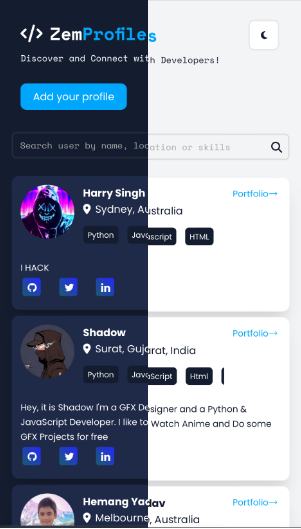 </> ZemProfiles
Discover and Connect with Developers!
Add your profile
Search user by name, location or skills
Harry Singh
Portfolio→
Sydney, Australia
Python
JavaScript
HTML
I HACK
Shadow
Portfolio→
Surat, Gujarat, India
Python
JavaScript
Html
Hey, it is Shadow I'm a GFX Designer and a Python &
JavaScript Developer. I like to Watch Anime and Do some
GFX Projects for free
Hemang Yadav
Portfolio→
Melbourne, Australia